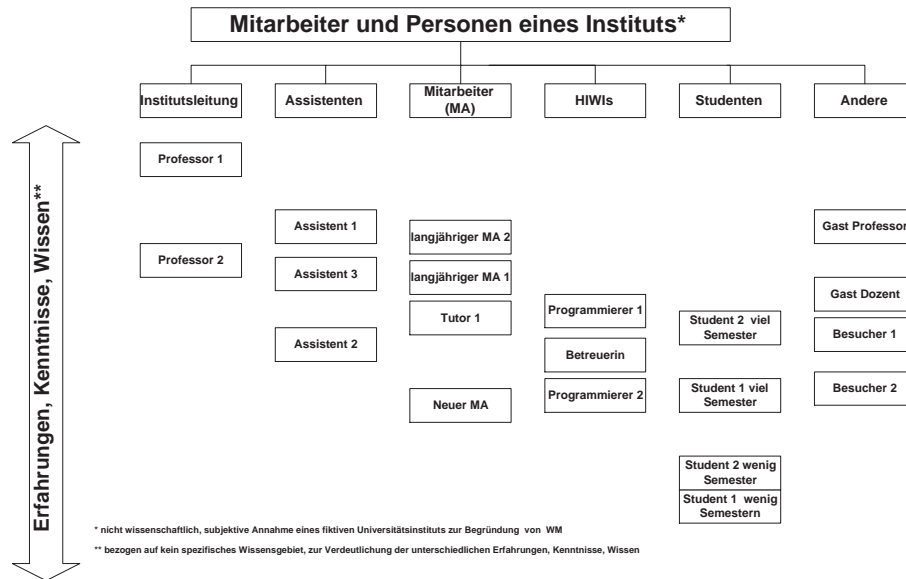 Mitarbeiter und Personen eines Instituts*
Institutsleitung
Assistenten
Mitarbeiter
(MA)
HIWIs
Studenten
Andere
Erfahrungen, Kenntnisse, Wissen**
Professor 1
Professor 2
Assistent 1
Assistent 3
Assistent 2
langjähriger MA 2
langjähriger MA 1
Tutor 1
Neuer MA
Programmierer 1
Betreuerin
Programmierer 2
Student 2 viel
Semester
Student 1 viel
Semester
Student 2 wenig
Semester
Student 1 wenig
Semestern
Gast Professor
Gast Dozent
Besucher 1
Besucher 2
* nicht wissenschaftlich, subjektive Annahme eines fiktiven Universitätsinstituts zur Begründung von WM
** bezogen auf kein spezifisches Wissensgebiet, zur Verdeutlichung der unterschiedlichen Erfahrungen, Kenntnisse, Wissen